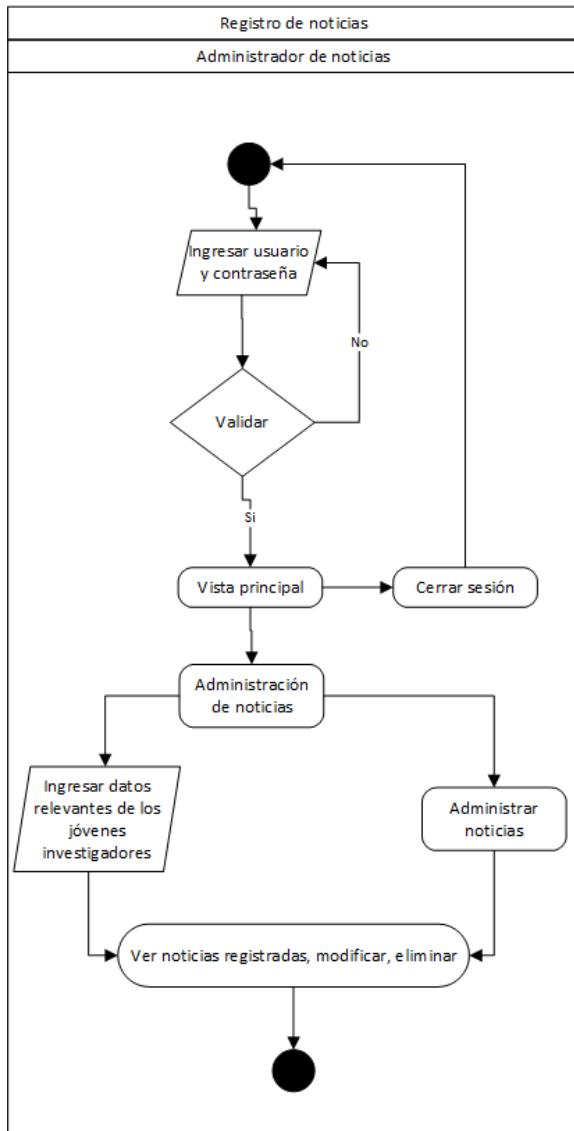 Registro de noticias
Administrador de noticias
Ingresar usuario
y contraseña
No
Validar
Si
Vista principal
Cerrar sesión
Administración
de noticias
Ingresar datos
relevantes de los
jóvenes
investigadores
Administrar
noticias
Ver noticias registradas, modificar, eliminar